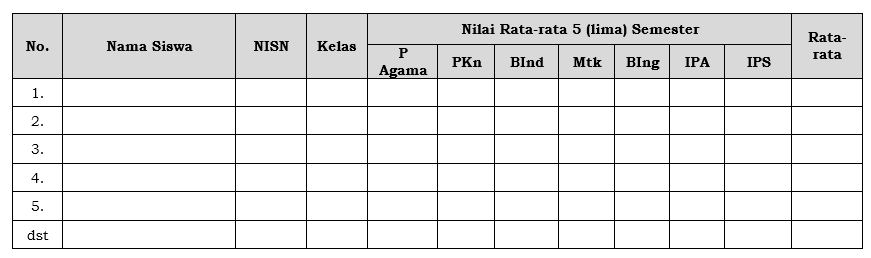 No.
Nama Siswa
NISN
Kelas
Nilai Rata-rata 5 (lima) Semester
Rata-
rata
P
Agama
PKn
BInd
Mtk
BIng
IPA
IPS
1.
2.
3.
4.
5.
dst